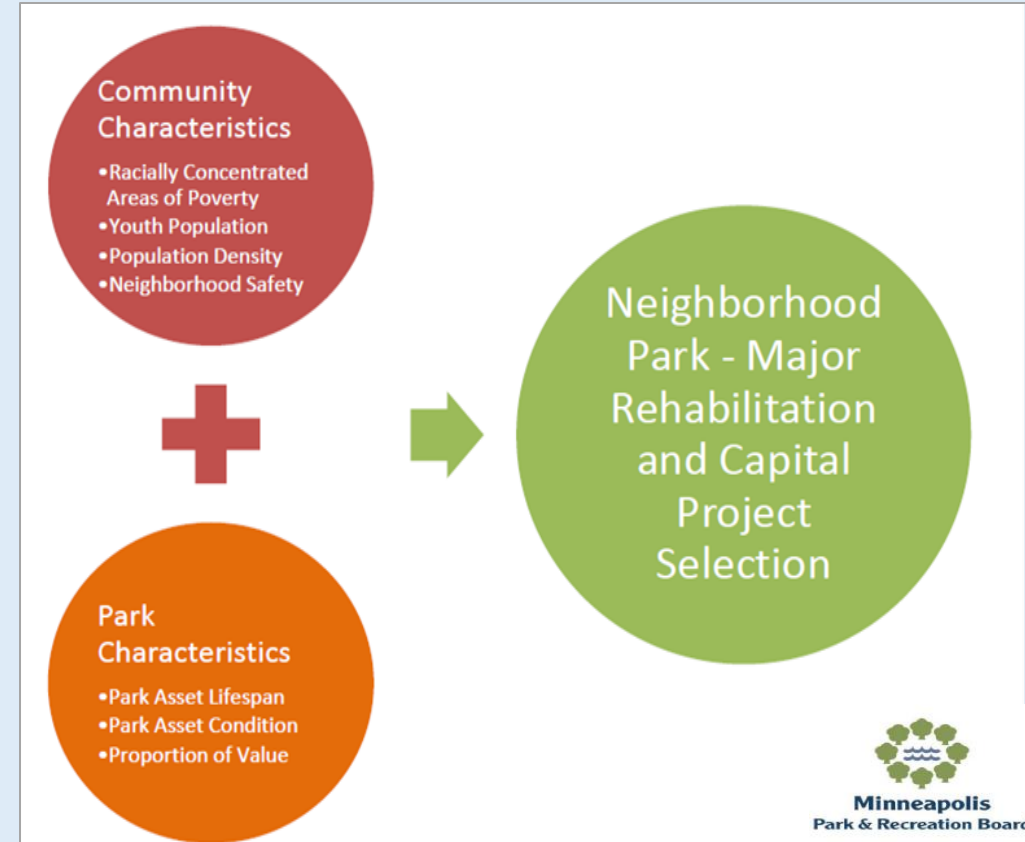 Community
Characteristics
•Racially Concentrated
Areas of Poverty
•Youth Population
•Population Density
•Neighborhood Safety
Park
Characteristics
•Park Asset Lifespan
•Park Asset Condition
•Proportion of Value
Neighborhood
Park - Major
Rehabilitation
and Capital
Project
Selection
Minneapolis
Park & Recreation Board